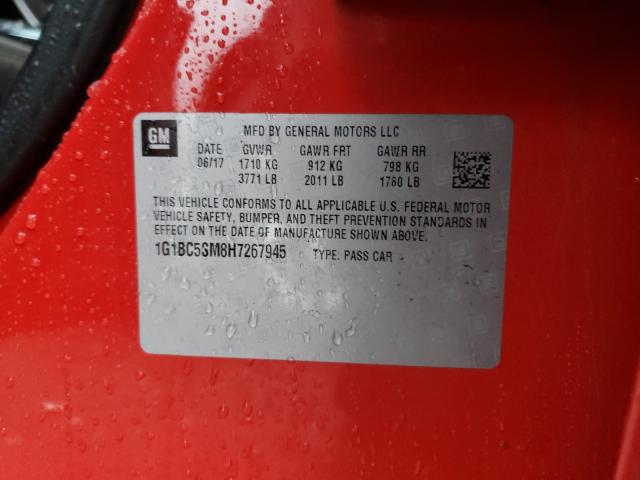 GM
MFD BY GENERAL MOTORS LLC
DATE GVWR GAWR FRT GAWR RR
06/17 1710 KG 912 KG 798 KG
3771 LB 2011 LB 1760 LB
THIS VEHICLE CONFORMS TO ALL APPLICABLE U.S. FEDERAL MOTOR
VEHICLE SAFETY, BUMPER, AND THEFT PREVENTION STANDARDS IN
EFFECT ON THE DATE OF MANUFACTURE SHOWN ABOVE.
1G1BC5SM8H7267945 TYPE: PASS CAR